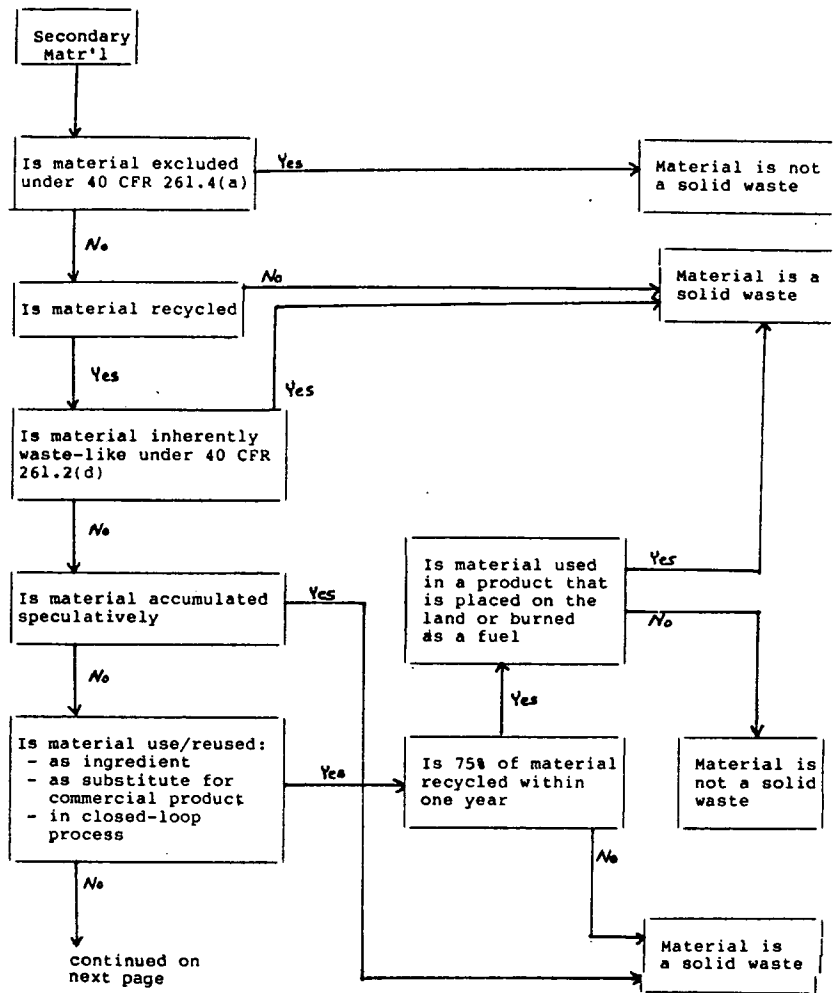 Secondary
Matr'l
Is material excluded
under 40 CFR 261.4(a)
Yes
Material is not
a solid waste
No
Is material recycled
No
Material is a
solid waste
Yes
Yes
Is material inherently
waste-like under 40 CFR
261.2(d)
No
Is material accumulated
speculatively
Yes
Is material used
in a product that
is placed on the
land or burned
as a fuel
Yes
No
No
Yes
Is material use/reused:
- as ingredient
- as substitute for
commercial product
- in closed-loop
process
Yes
Is 75% of material
recycled within
one year
Material is
not a solid
waste
No
No
continued on
next page
Material is
a solid waste